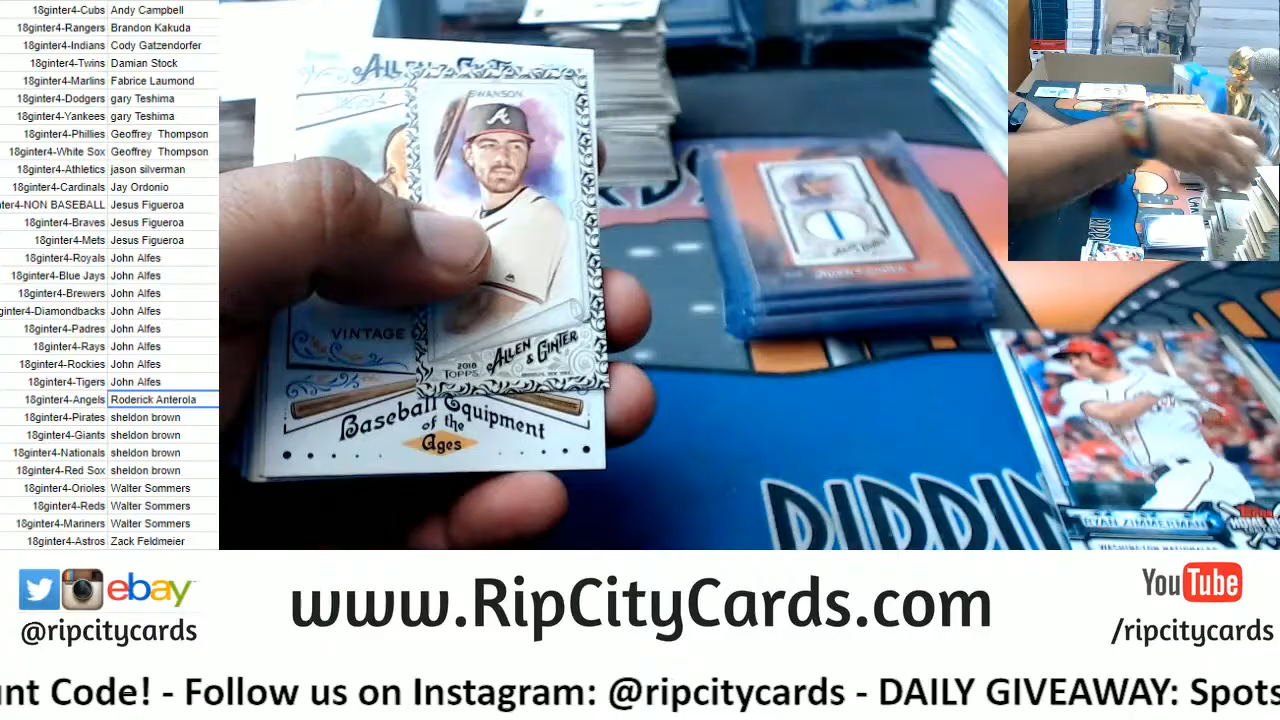 18ginter4-Cubs Andy Campbell
18ginter4-Rangers Brandon Kakuda
18ginter4-Indians Cody Gatzendorfer
18ginter4-Twins Damian Stock
18ginter4-Marlins Fabrice Laumond
18ginter4-Dodgers gary Teshima
18ginter4-Yankees gary Teshima
18ginter4-Phillies Geoffrey Thompson
18ginter4-White Sox Geoffrey Thompson
18ginter4-Athletics jason silverman
18ginter4-Cardinals Jay Ordonio
nter4-NON BASEBALL Jesus Figueroa
18ginter4-Braves Jesus Figueroa
18ginter4-Mets Jesus Figueroa
18ginter4-Royals John Alfes
18ginter4-Blue Jays John Alfes
18ginter4-Brewers John Alfes
ginter4-Diamondbacks John Alfes
18ginter4-Padres John Alfes
18ginter4-Rays John Alfes
18ginter4-Rockies John Alfes
18ginter4-Tigers John Alfes
18ginter4-Angels Roderick Anterola
18ginter4-Pirates sheldon brown
18ginter4-Giants sheldon brown
18ginter4-Nationals sheldon brown
18ginter4-Red Sox sheldon brown
18ginter4-Orioles Walter Sommers
18ginter4-Reds Walter Sommers
18ginter4-Mariners Walter Sommers
18ginter4-Astros Zack Feldmeier
SWANSON
A
2018
TOPPS
ALLEN
& GINTER
VINTAGE
Baseball Equipment
of the
Ages
RIPPIN
RYAN ZIMMERMAN
WASHINGTON NATIONALS
ebay
@ripcitycards
www.RipCityCards.com
YouTube
/ripcitycards
nt Code! - Follow us on Instagram: @ripcitycards - DAILY GIVEAWAY: Spots